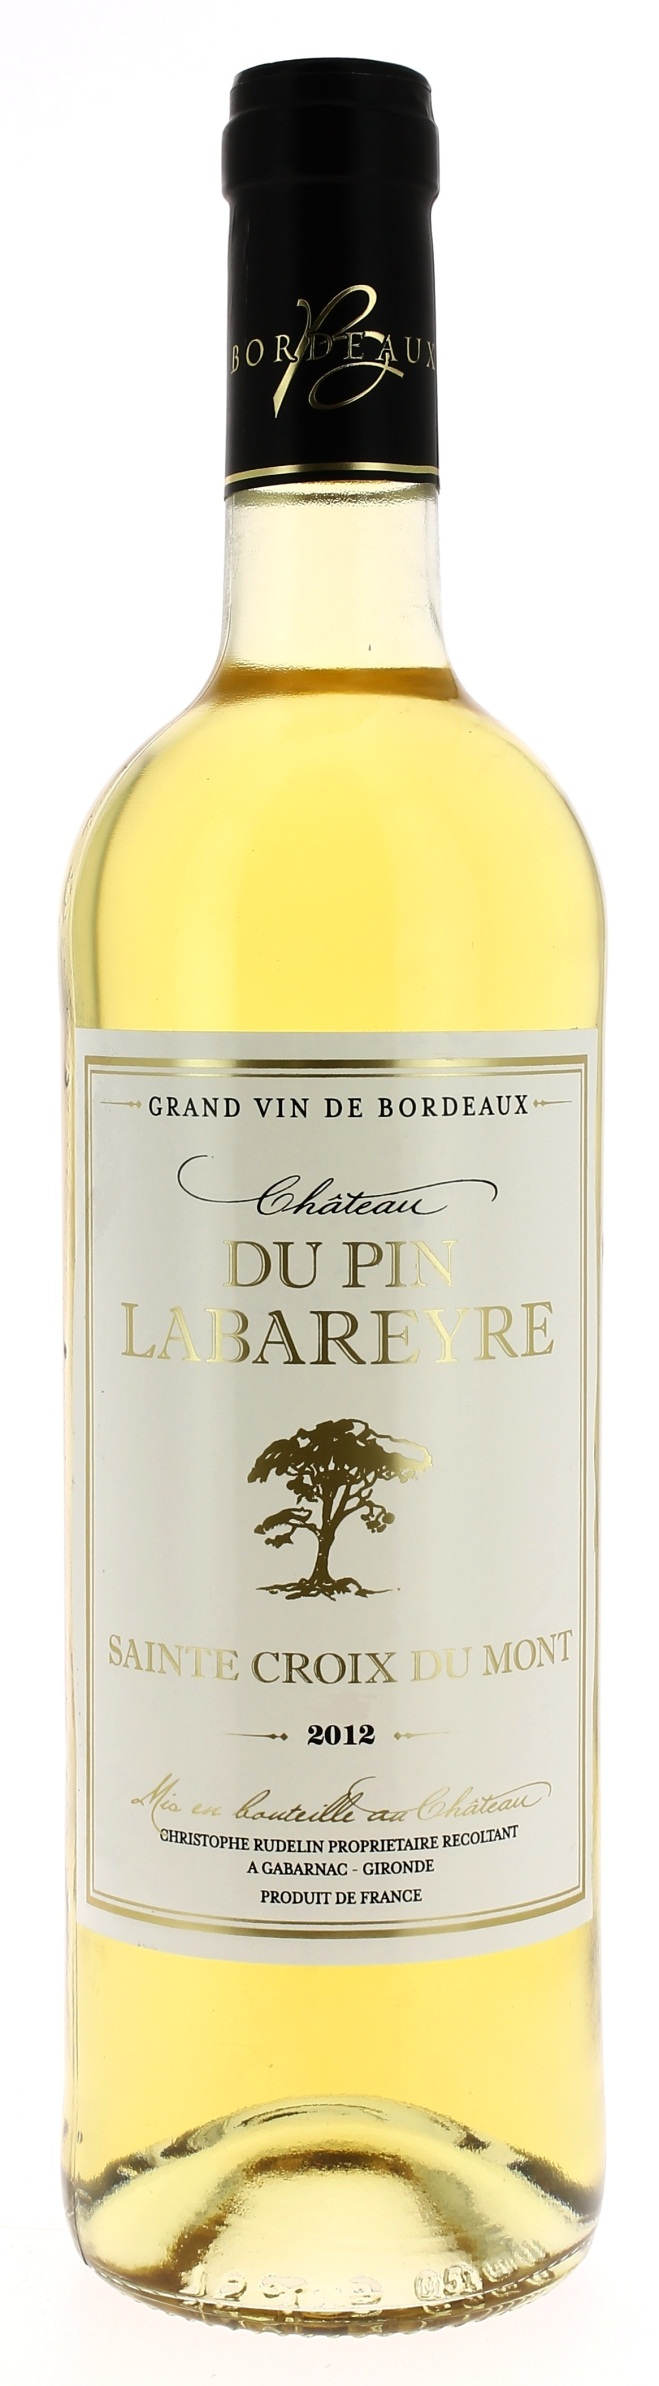 BORDEAUX
GRAND VIN DE BORDEAUX
Château
DU PIN
LABAREYRE
SAINTE CROIX DU MONT
2012
Mis en bouteille au Château
CHRISTOPHE RUDELIN PROPRIETAIRE RECOLTANT
A GABARNAC - GIRONDE
PRODUIT DE FRANCE